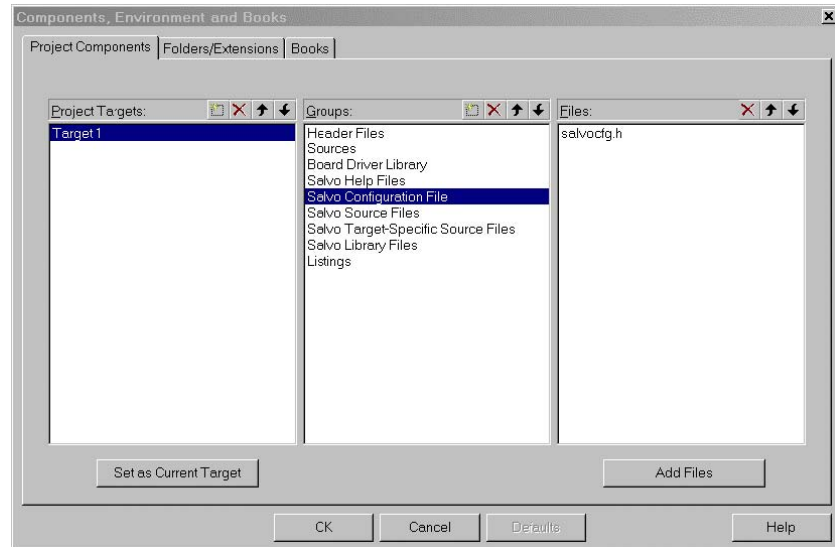 Components, Environment and Books
Project Components Folders/Extensions Books
Project Targets: Groups: Files:
Target 1 Header Files salvocfg.h
Sources
Board Driver Library
Salvo Help Files
Salvo Configuration File
Salvo Source Files
Salvo Target-Specific Source Files
Salvo Library Files
Listings
Set as Current Target Add Files
OK Cancel Defaults Help